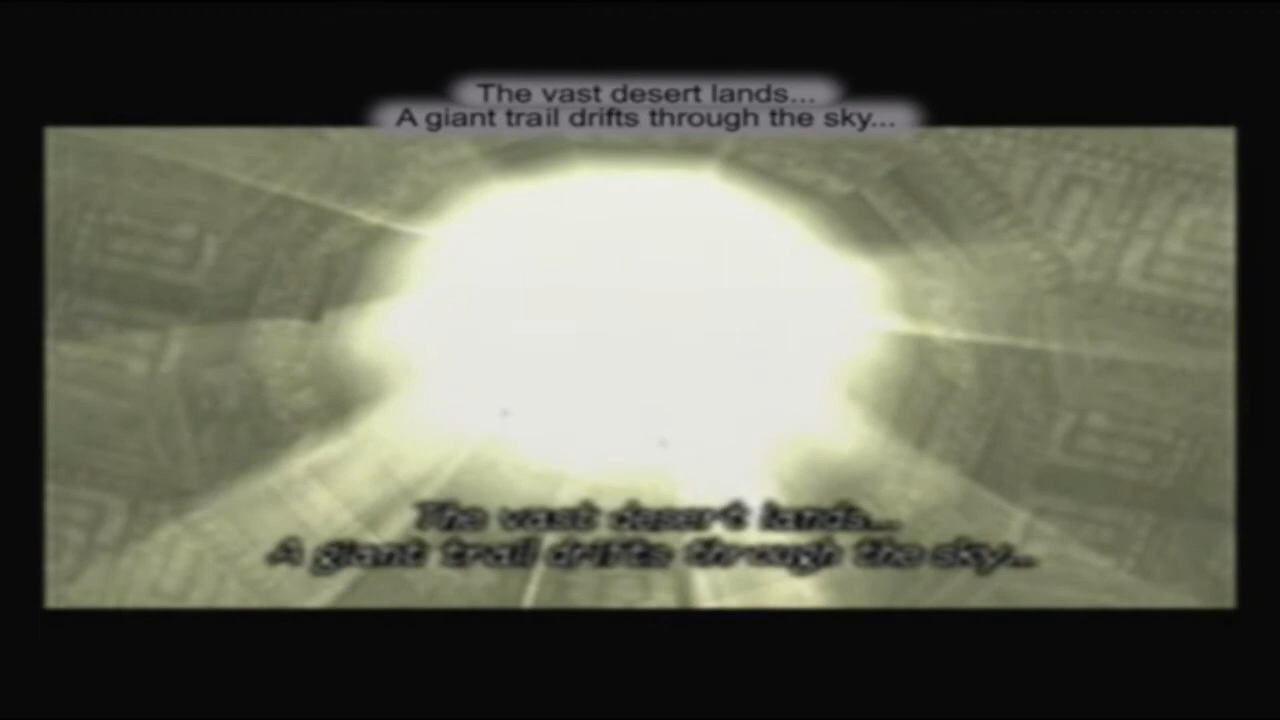 The vast desert lands...
A giant trail drifts through the sky...
The vast desert lands...
A giant trail drifts through the sky...